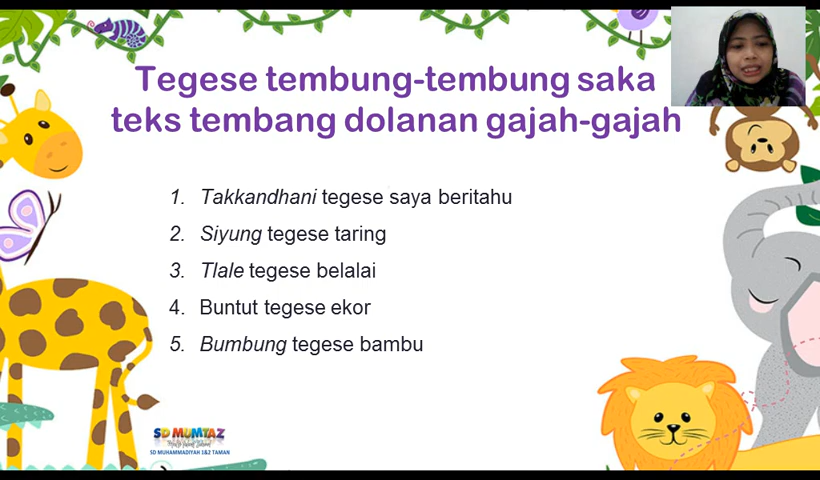 Tegese tembung-tembung saka
teks tembang dolanan gajah-gajah
1. Takkandhani tegese saya beritahu
2. Siyung tegese taring
3. Tlale tegese belalai
4. Buntut tegese ekor
5. Bumbung tegese bambu
SD MUMTAZ
SD MUHAMMADIYAH 1&2 TAMAN